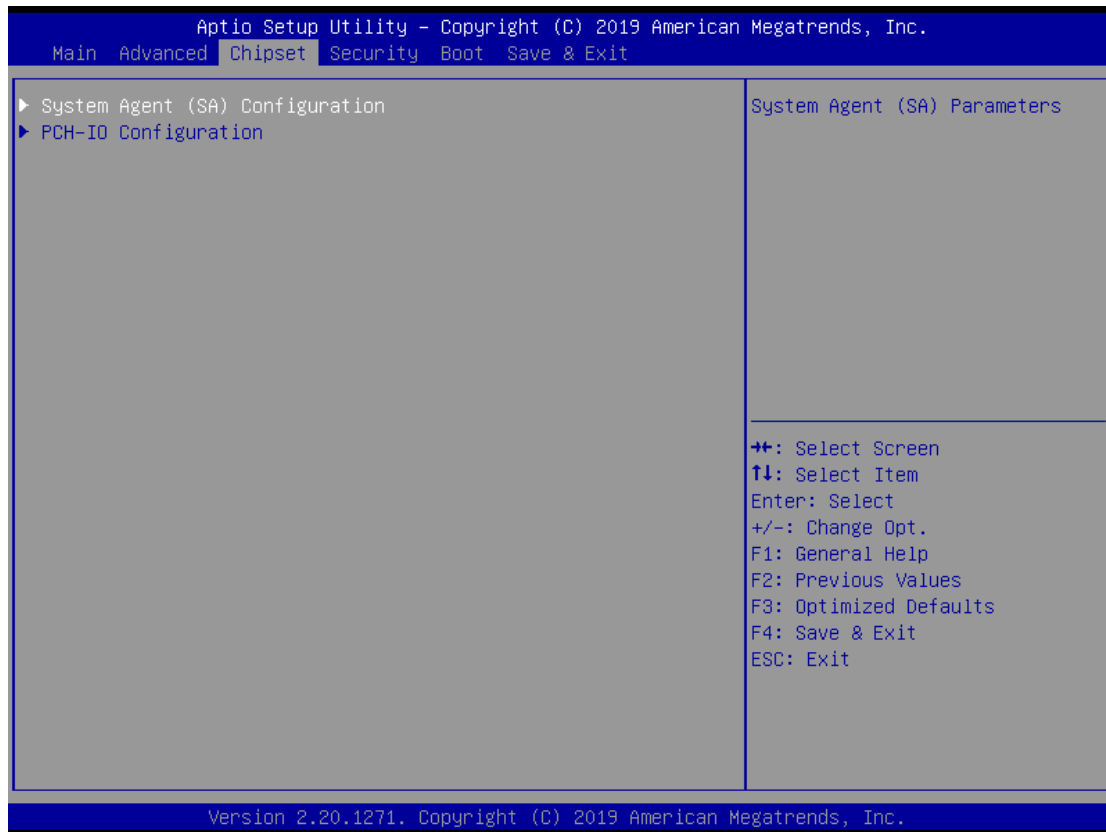 Aptio Setup Utility – Copyright (C) 2019 American Megatrends, Inc.
Main Advanced Chipset Security Boot Save & Exit
▶ System Agent (SA) Configuration
▶ PCH-IO Configuration
System Agent (SA) Parameters
→←: Select Screen
↑↓: Select Item
Enter: Select
+/-: Change Opt.
F1: General Help
F2: Previous Values
F3: Optimized Defaults
F4: Save & Exit
ESC: Exit
Version 2.20.1271. Copyright (C) 2019 American Megatrends, Inc.